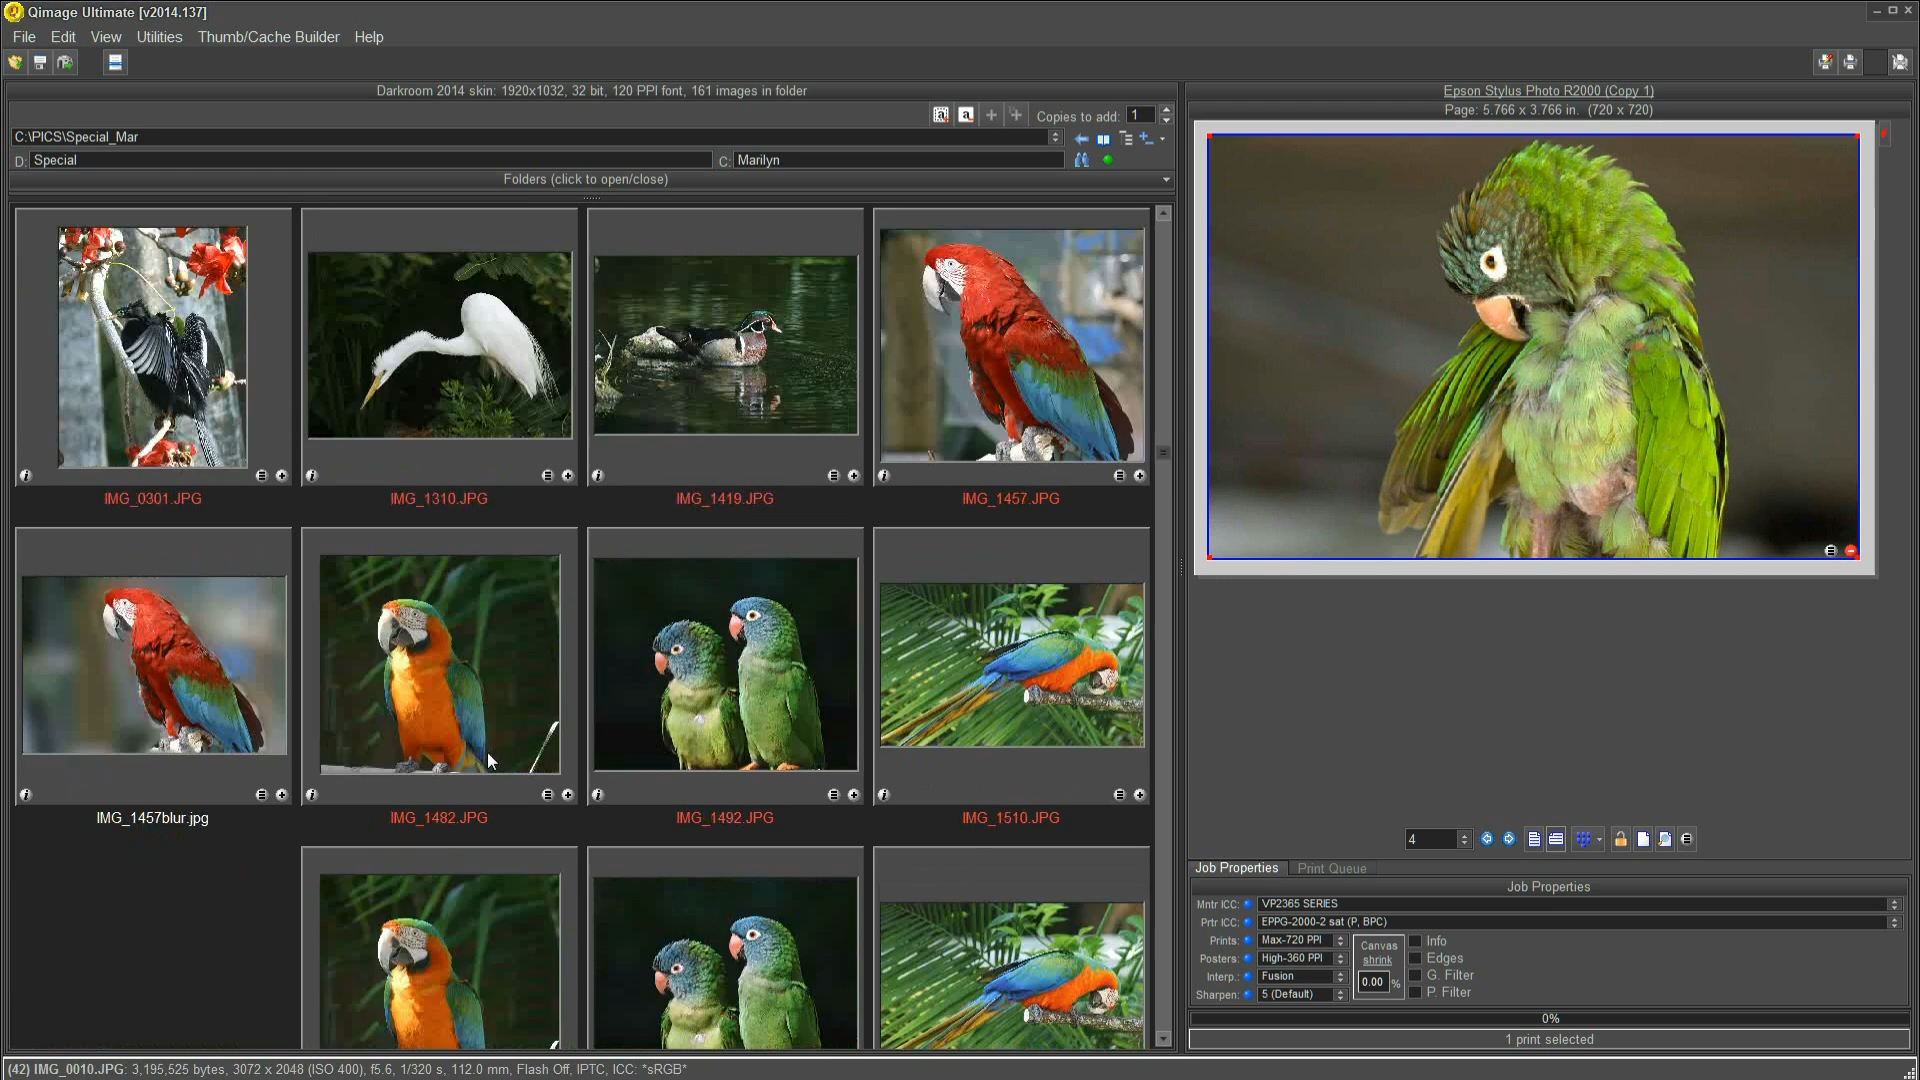 Qimage Ultimate [v2014.137]
File Edit View Utilities Thumb/Cache Builder Help
Darkroom 2014 skin: 1920x1032, 32 bit, 120 PPI font, 161 images in folder
Copies to add: 1
C:\PICS\Special_Mar
D: Special C: Marilyn
Folders (click to open/close)
IMG_0301.JPG IMG_1310.JPG IMG_1419.JPG IMG_1457.JPG
IMG_1457blur.jpg IMG_1482.JPG IMG_1492.JPG IMG_1510.JPG
Epson Stylus Photo R2000 (Copy 1)
Page: 5.766 x 3.766 in. (720 x 720)
4
Job Properties Print Queue
Job Properties
Mntr ICC: VP2365 SERIES
Prtr ICC: EPPG-2000-2 sat (P, BPC)
Prints: Max-720 PPI
Posters: High-360 PPI
Interp.: Fusion
Sharpen: 5 (Default)
Canvas
shrink
0.00 %
Info
Edges
G. Filter
P. Filter
0%
1 print selected
(42) IMG_0010.JPG: 3,195,525 bytes, 3072 x 2048 (ISO 400), f5.6, 1/320 s, 112.0 mm, Flash Off, IPTC, ICC: *sRGB*